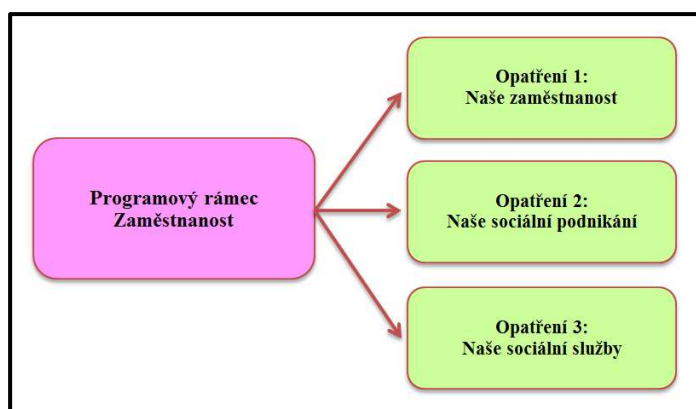 Programový rámec
Zaměstnanost
Opatření 1:
Naše zaměstnanost
Opatření 2:
Naše sociální podnikání
Opatření 3:
Naše sociální služby